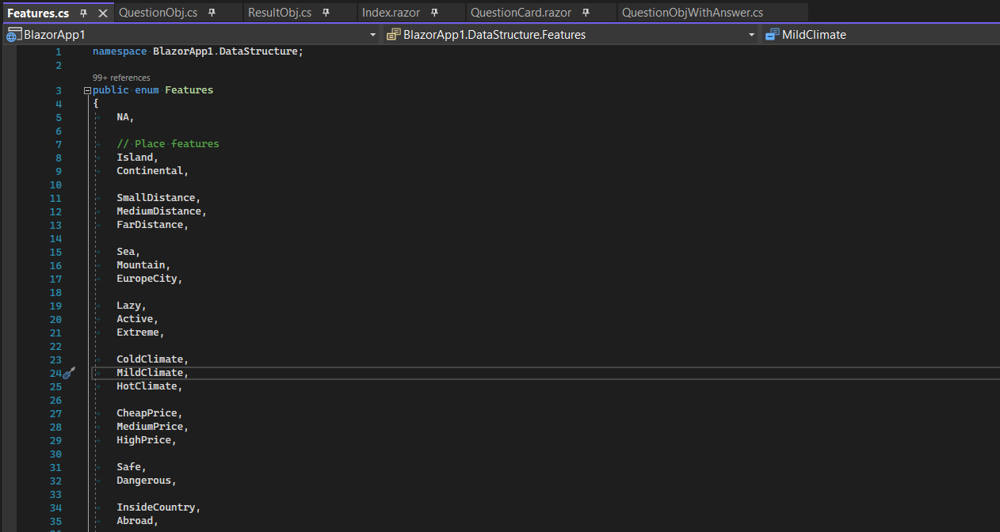 Features.cs QuestionObj.cs ResultObj.cs Index.razor QuestionCard.razor QuestionObjWithAnswer.cs
BlazorApp1 BlazorApp1.DataStructure.Features MildClimate
1 namespace BlazorApp1.DataStructure;
2
99+ references
3 public enum Features
4 {
5 NA,
6
7 // Place features
8 Island,
9 Continental,
10
11 SmallDistance,
12 MediumDistance,
13 FarDistance,
14
15 Sea,
16 Mountain,
17 EuropeCity,
18
19 Lazy,
20 Active,
21 Extreme,
22
23 ColdClimate,
24 MildClimate,
25 HotClimate,
26
27 CheapPrice,
28 MediumPrice,
29 HighPrice,
30
31 Safe,
32 Dangerous,
33
34 InsideCountry,
35 Abroad,